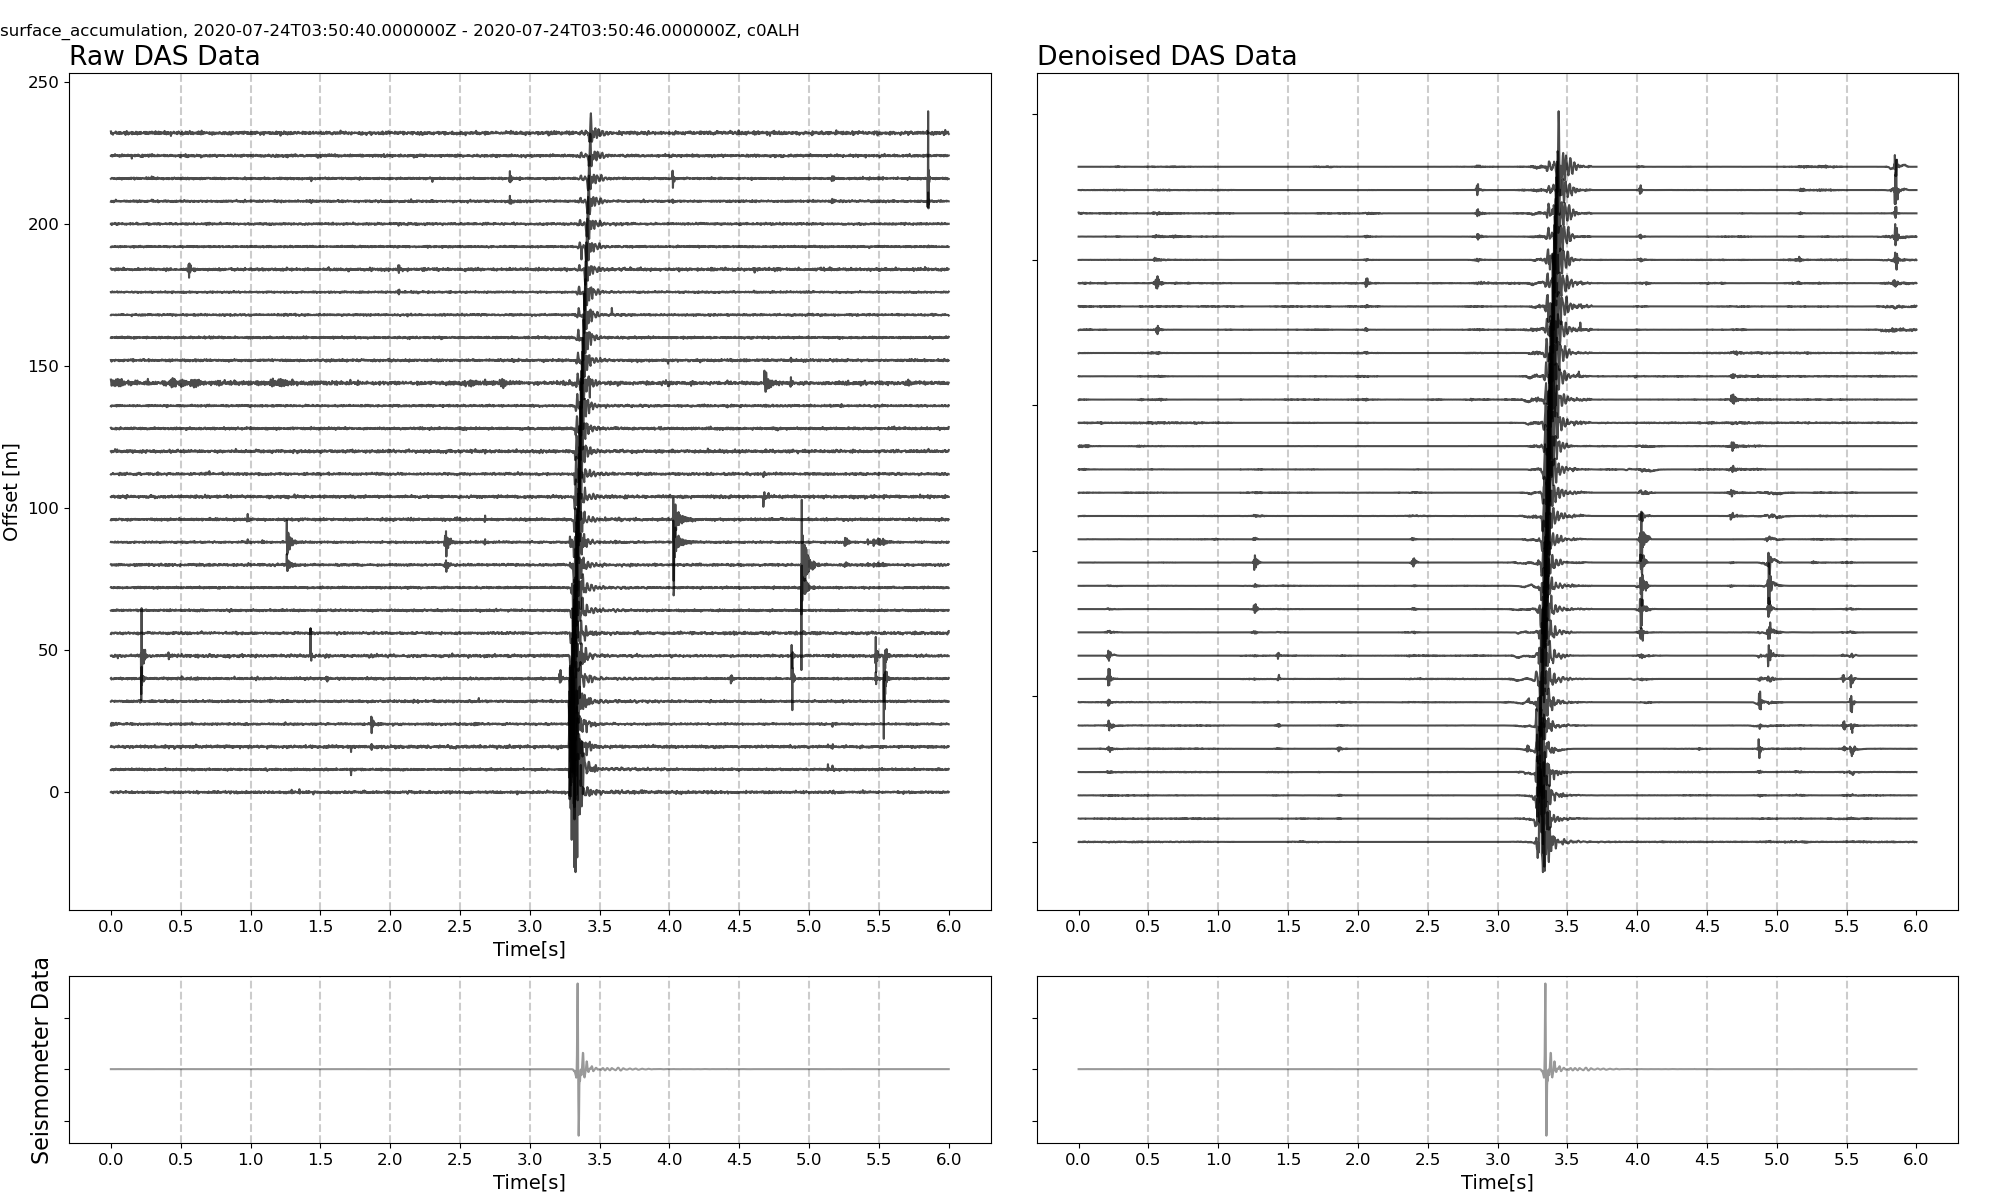 surface_accumulation, 2020-07-24T03:50:40.000000Z - 2020-07-24T03:50:46.000000Z, c0ALH
Raw DAS Data
Denoised DAS Data
250
200
150
100
50
0
Offset [m]
0.0 0.5 1.0 1.5 2.0 2.5 3.0 3.5 4.0 4.5 5.0 5.5 6.0
Time[s]
0.0 0.5 1.0 1.5 2.0 2.5 3.0 3.5 4.0 4.5 5.0 5.5 6.0
Seismometer Data
0.0 0.5 1.0 1.5 2.0 2.5 3.0 3.5 4.0 4.5 5.0 5.5 6.0
Time[s]
0.0 0.5 1.0 1.5 2.0 2.5 3.0 3.5 4.0 4.5 5.0 5.5 6.0
Time[s]